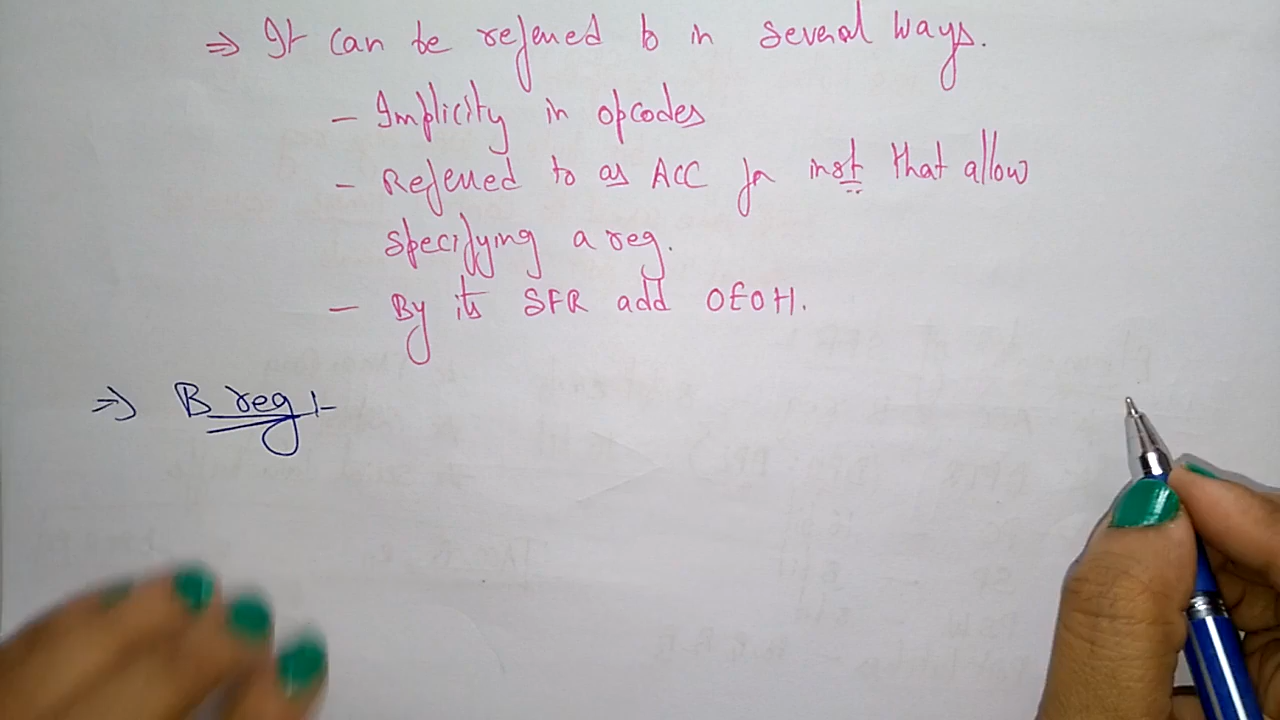 ⇒ It can be refered to in several ways.
- Implicity in opcodes
- Refered to as ACC for inst that allow
specifying a reg.
- By its SFR add 0E0H.
⇒ B reg :-